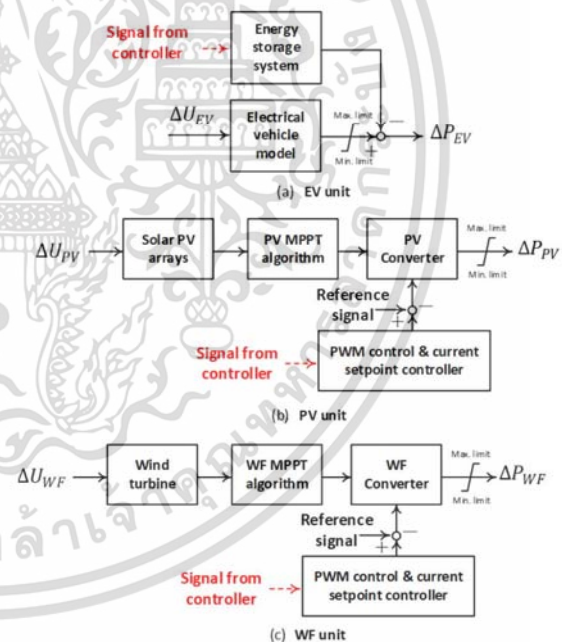 Energy
storage
system
Signal from
controller
ΔU_EV
Electrical
vehicle
model
Max. limit
Min. limit
−
+
ΔP_EV
(a) EV unit
ΔU_PV
Solar PV
arrays
PV MPPT
algorithm
PV
Converter
Max. limit
Min. limit
ΔP_PV
Reference
signal
−
+
Signal from
controller
PWM control & current
setpoint controller
(b) PV unit
ΔU_WF
Wind
turbine
WF MPPT
algorithm
WF
Converter
Max. limit
Min. limit
ΔP_WF
Reference
signal
−
+
Signal from
controller
PWM control & current
setpoint controller
(c) WF unit